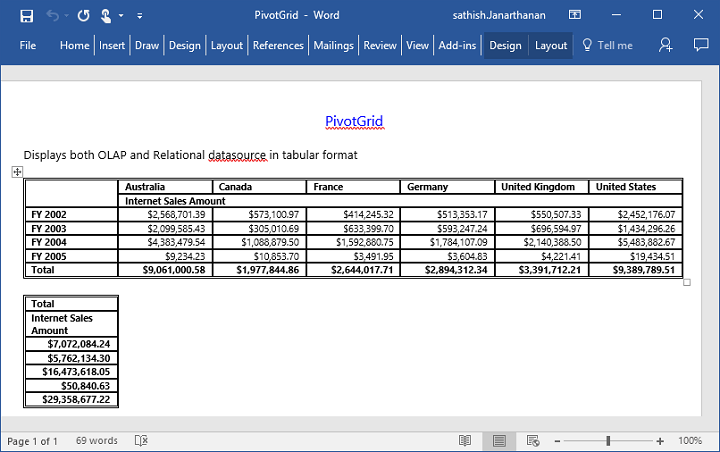 PivotGrid - Word sathish.Janarthanan
File Home Insert Draw Design Layout References Mailings Review View Add-ins Design Layout Tell me
PivotGrid
Displays both OLAP and Relational datasource in tabular format
Australia Canada France Germany United Kingdom United States
Internet Sales Amount
FY 2002 $2,568,701.39 $573,100.97 $414,245.32 $513,353.17 $550,507.33 $2,452,176.07
FY 2003 $2,099,585.43 $305,010.69 $633,399.70 $593,247.24 $696,594.97 $1,434,296.26
FY 2004 $4,383,479.54 $1,088,879.50 $1,592,880.75 $1,784,107.09 $2,140,388.50 $5,483,882.67
FY 2005 $9,234.23 $10,853.70 $3,491.95 $3,604.83 $4,221.41 $19,434.51
Total $9,061,000.58 $1,977,844.86 $2,644,017.71 $2,894,312.34 $3,391,712.21 $9,389,789.51
Total
Internet Sales
Amount
$7,072,084.24
$5,762,134.30
$16,473,618.05
$50,840.63
$29,358,677.22
Page 1 of 1 69 words 100%